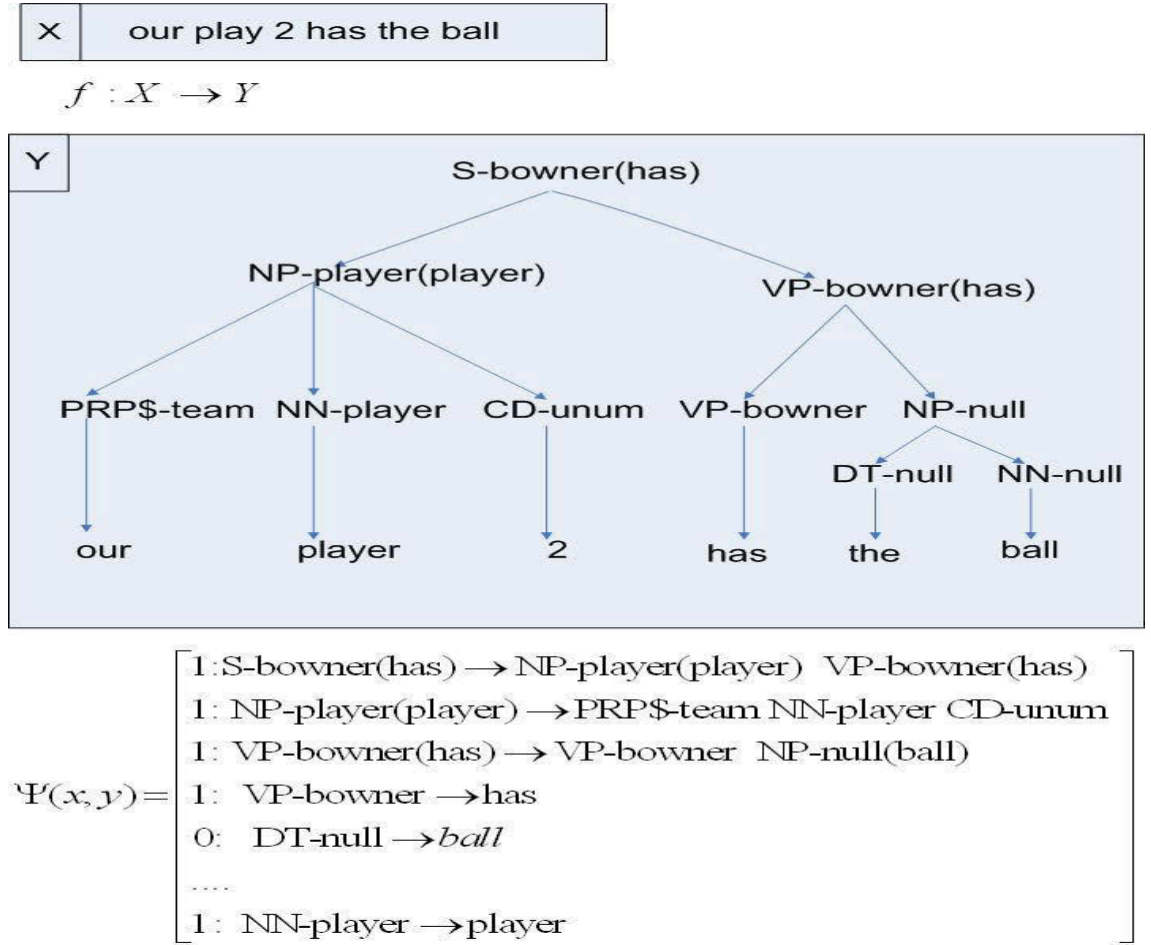 X our play 2 has the ball
f : X → Y
Y
S-bowner(has)
NP-player(player)
VP-bowner(has)
PRP$-team NN-player CD-unum VP-bowner NP-null
DT-null NN-null
our player 2 has the ball
Ψ(x, y) =
1:S-bowner(has) → NP-player(player) VP-bowner(has)
1: NP-player(player) → PRP$-team NN-player CD-unum
1: VP-bowner(has) → VP-bowner NP-null(ball)
1: VP-bowner → has
0: DT-null → ball
....
1: NN-player → player